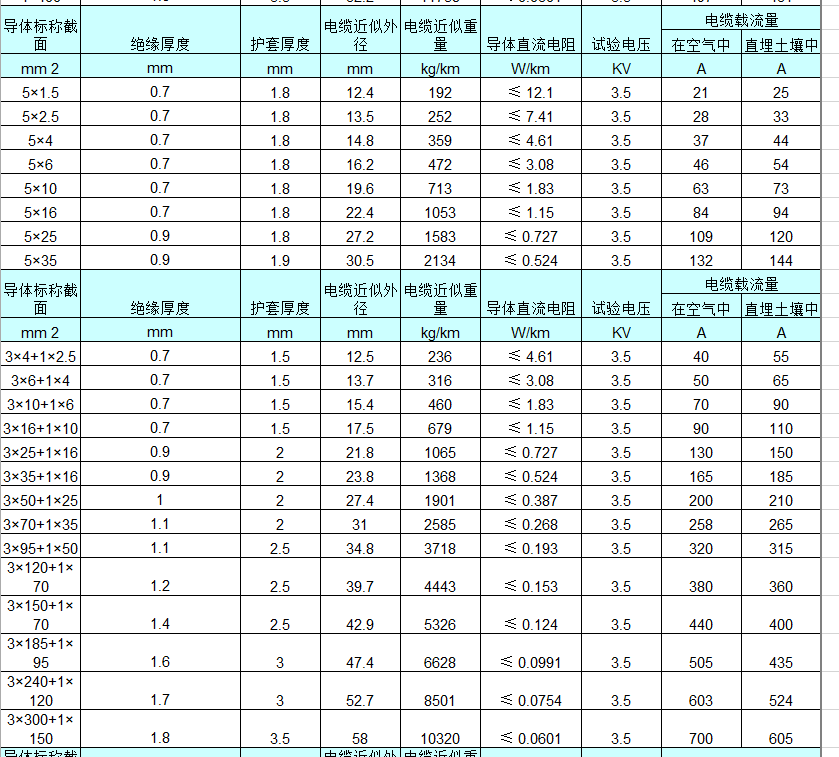 导体标称截面 绝缘厚度 护套厚度 电缆近似外径 电缆近似重量 导体直流电阻 试验电压 电缆载流量
在空气中 直埋土壤中
mm 2 mm mm mm kg/km W/km KV A A
5×1.5 0.7 1.8 12.4 192 ≤ 12.1 3.5 21 25
5×2.5 0.7 1.8 13.5 252 ≤ 7.41 3.5 28 33
5×4 0.7 1.8 14.8 359 ≤ 4.61 3.5 37 44
5×6 0.7 1.8 16.2 472 ≤ 3.08 3.5 46 54
5×10 0.7 1.8 19.6 713 ≤ 1.83 3.5 63 73
5×16 0.7 1.8 22.4 1053 ≤ 1.15 3.5 84 94
5×25 0.9 1.8 27.2 1583 ≤ 0.727 3.5 109 120
5×35 0.9 1.9 30.5 2134 ≤ 0.524 3.5 132 144
导体标称截面 绝缘厚度 护套厚度 电缆近似外径 电缆近似重量 导体直流电阻 试验电压 电缆载流量
在空气中 直埋土壤中
mm 2 mm mm mm kg/km W/km KV A A
3×4+1×2.5 0.7 1.5 12.5 236 ≤ 4.61 3.5 40 55
3×6+1×4 0.7 1.5 13.7 316 ≤ 3.08 3.5 50 65
3×10+1×6 0.7 1.5 15.4 460 ≤ 1.83 3.5 70 90
3×16+1×10 0.7 1.5 17.5 679 ≤ 1.15 3.5 90 110
3×25+1×16 0.9 2 21.8 1065 ≤ 0.727 3.5 130 150
3×35+1×16 0.9 2 23.8 1368 ≤ 0.524 3.5 165 185
3×50+1×25 1 2 27.4 1901 ≤ 0.387 3.5 200 210
3×70+1×35 1.1 2 31 2585 ≤ 0.268 3.5 258 265
3×95+1×50 1.1 2.5 34.8 3718 ≤ 0.193 3.5 320 315
3×120+1×70 1.2 2.5 39.7 4443 ≤ 0.153 3.5 380 360
3×150+1×70 1.4 2.5 42.9 5326 ≤ 0.124 3.5 440 400
3×185+1×95 1.6 3 47.4 6628 ≤ 0.0991 3.5 505 435
3×240+1×120 1.7 3 52.7 8501 ≤ 0.0754 3.5 603 524
3×300+1×150 1.8 3.5 58 10320 ≤ 0.0601 3.5 700 605
导体标称截 电缆近似外 电缆近似重